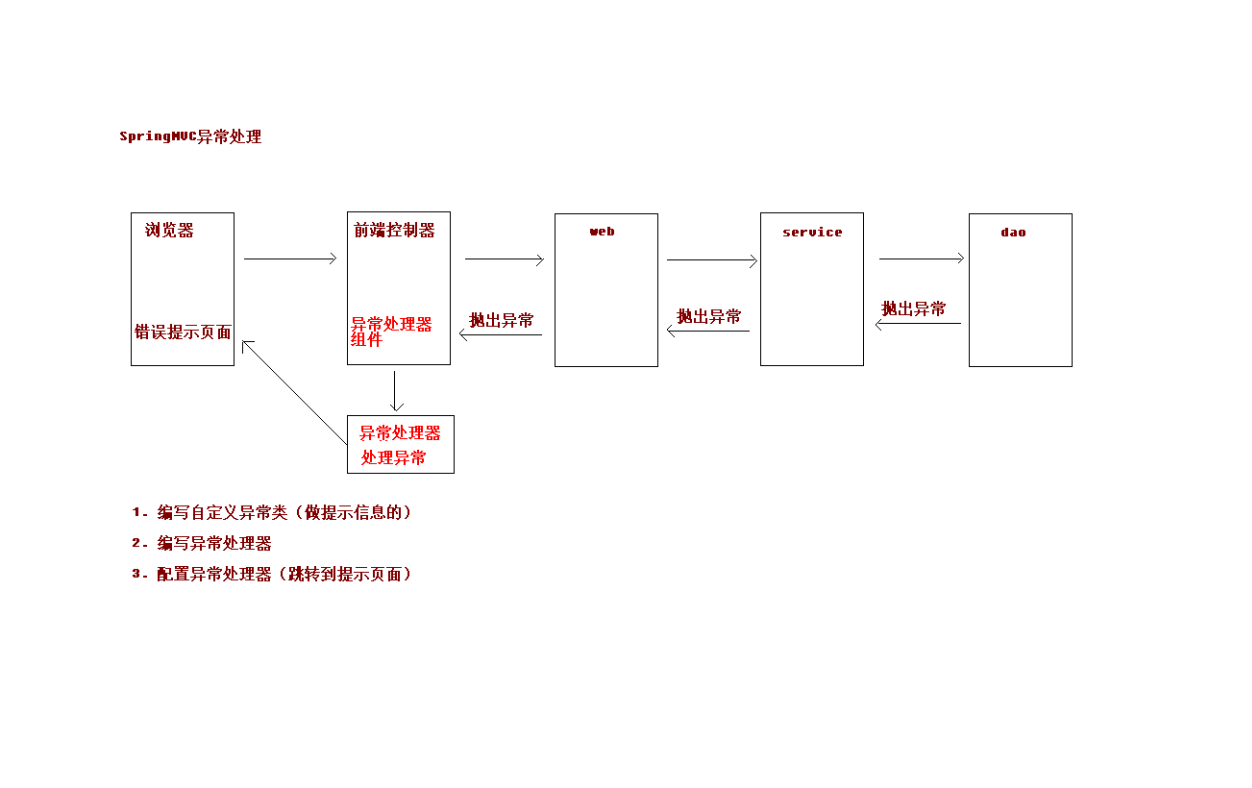 SpringMVC异常处理
浏览器
前端控制器
web
service
dao
错误提示页面
异常处理器
组件
抛出异常
抛出异常
抛出异常
异常处理器
处理异常
1. 编写自定义异常类（做提示信息的）
2. 编写异常处理器
3. 配置异常处理器（跳转到提示页面）